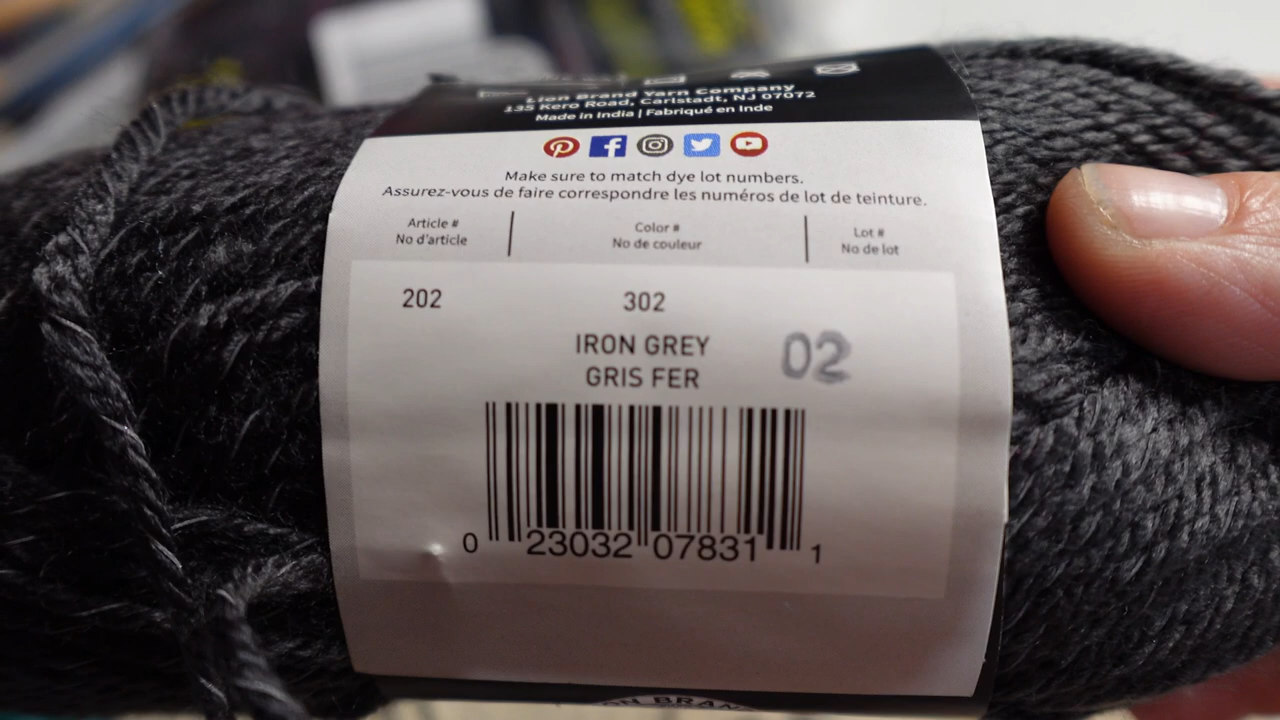 Lion Brand Yarn Company
135 Kero Road, Carlstadt, NJ 07072
Made in India | Fabriqué en Inde
Make sure to match dye lot numbers.
Assurez-vous de faire correspondre les numéros de lot de teinture.
Article #
No d'article
Color #
No de couleur
Lot #
No de lot
202
302
IRON GREY
GRIS FER
02
0 23032 07831 1